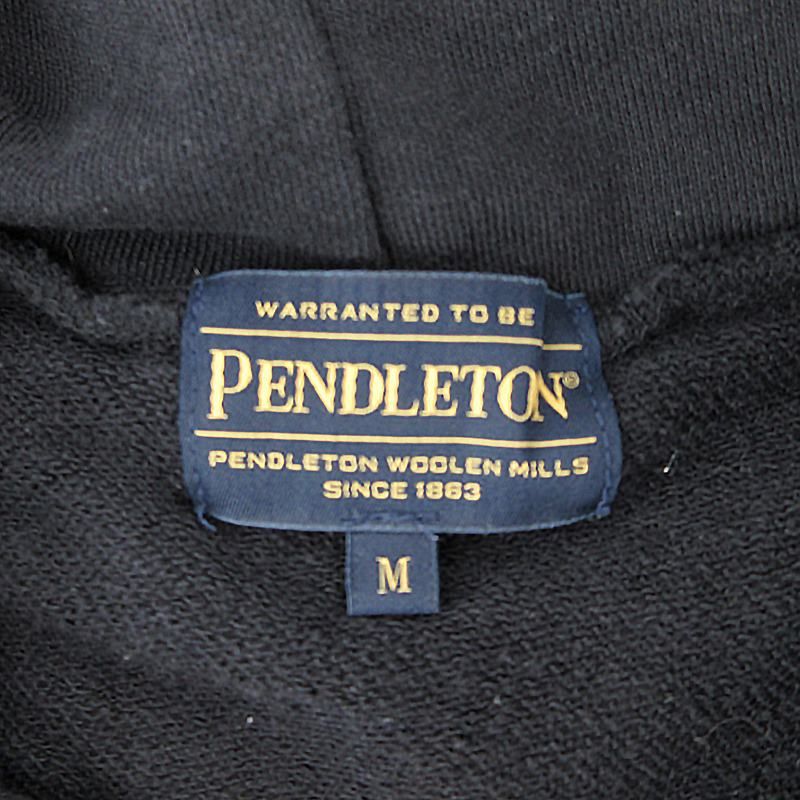 WARRANTED TO BE
PENDLETON®
PENDLETON WOOLEN MILLS
SINCE 1863
M